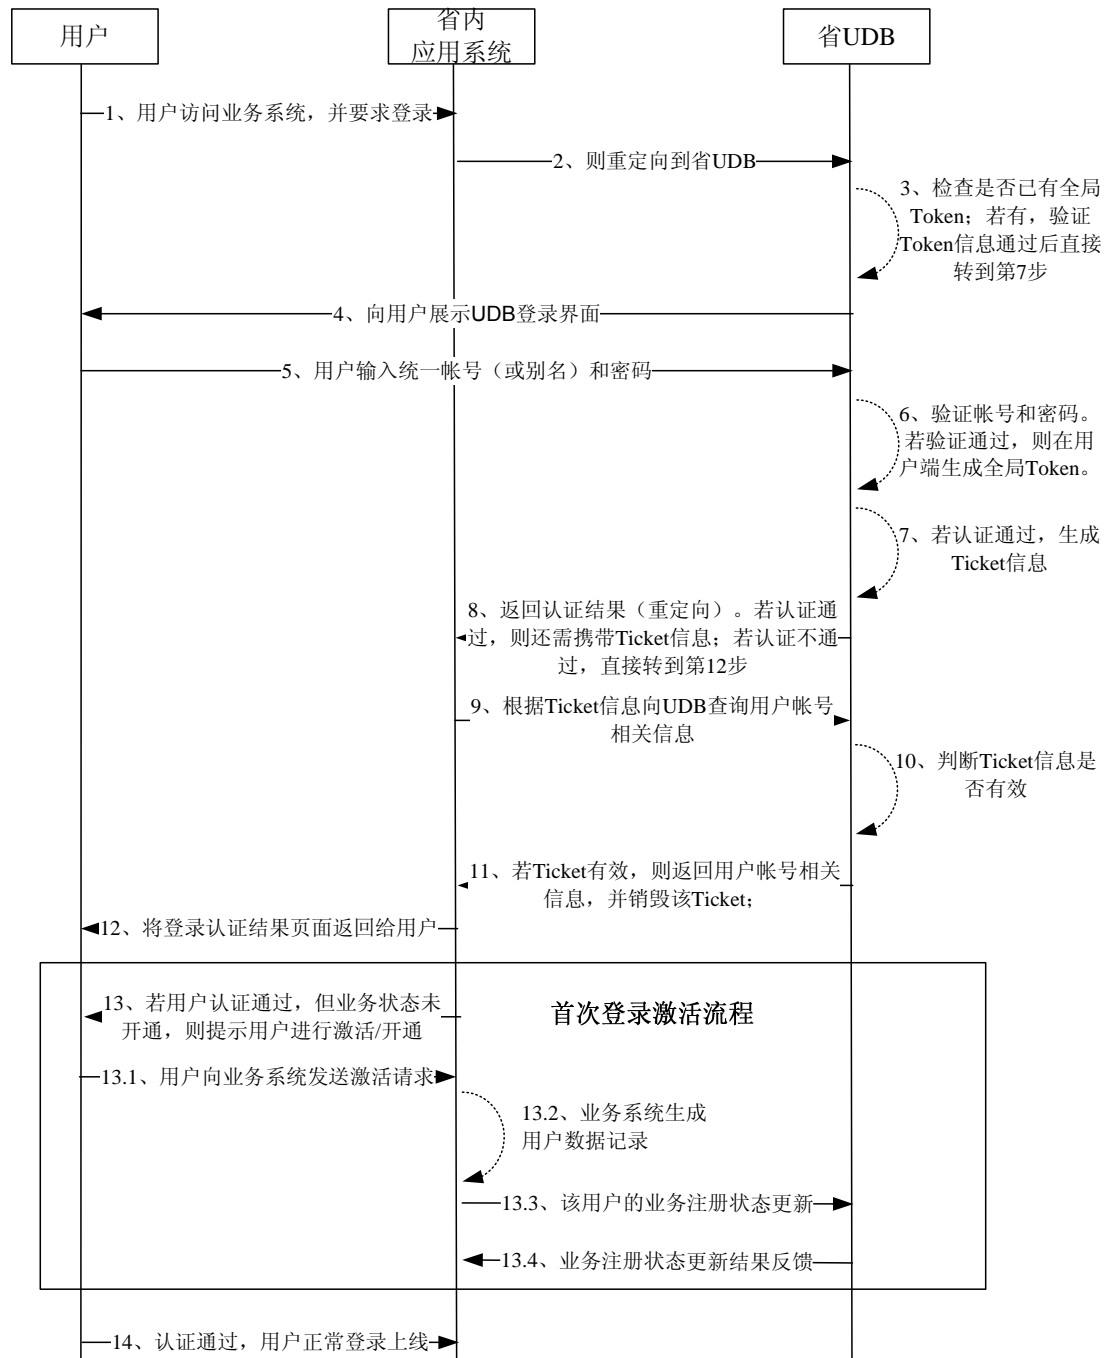 用户
省内
应用系统
省UDB
1、用户访问业务系统，并要求登录
2、则重定向到省UDB
3、检查是否已有全局
Token；若有，验证
Token信息通过后直接
转到第7步
4、向用户展示UDB登录界面
5、用户输入统一帐号（或别名）和密码
6、验证帐号和密码。
若验证通过，则在用
户端生成全局Token。
7、若认证通过，生成
Ticket信息
8、返回认证结果（重定向）。若认证通
过，则还需携带Ticket信息；若认证不通
过，直接转到第12步
9、根据Ticket信息向UDB查询用户帐号
相关信息
10、判断Ticket信息是
否有效
11、若Ticket有效，则返回用户帐号相关
信息，并销毁该Ticket；
12、将登录认证结果页面返回给用户
13、若用户认证通过，但业务状态未
开通，则提示用户进行激活/开通
首次登录激活流程
13.1、用户向业务系统发送激活请求
13.2、业务系统生成
用户数据记录
13.3、该用户的业务注册状态更新
13.4、业务注册状态更新结果反馈
14、认证通过，用户正常登录上线